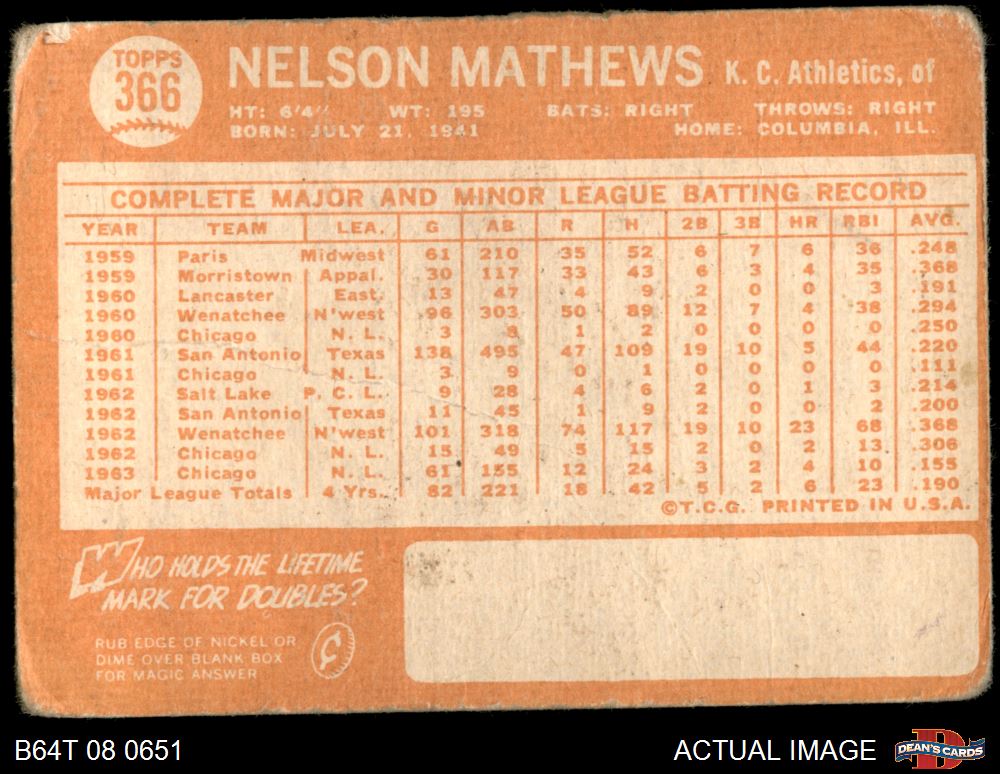 TOPPS
366
NELSON MATHEWS K. C. Athletics, of
HT: 6'4" WT: 195 BATS: RIGHT THROWS: RIGHT
BORN: JULY 21, 1941 HOME: COLUMBIA, ILL.
COMPLETE MAJOR AND MINOR LEAGUE BATTING RECORD
YEAR TEAM LEA. G AB R H 2B 3B HR RBI AVG.
1959 Paris Midwest 61 210 35 52 6 7 6 36 .248
1959 Morristown Appal. 30 117 33 43 6 3 4 35 .368
1960 Lancaster East. 13 47 4 9 2 0 0 3 .191
1960 Wenatchee N'west 96 303 50 89 12 7 4 38 .294
1960 Chicago N. L. 3 8 1 2 0 0 0 0 .250
1961 San Antonio Texas 138 495 47 109 19 10 5 44 .220
1961 Chicago N. L. 3 9 0 1 0 0 0 0 .111
1962 Salt Lake P. C. L. 9 28 4 6 2 0 1 3 .214
1962 San Antonio Texas 11 45 1 9 2 0 0 2 .200
1962 Wenatchee N'west 101 318 74 117 19 10 23 68 .368
1962 Chicago N. L. 15 49 5 15 2 0 2 13 .306
1963 Chicago N. L. 61 155 12 24 3 2 4 10 .155
Major League Totals 4 Yrs. 82 221 18 42 5 2 6 23 .190
©T.C.G. PRINTED IN U.S.A.
WHO HOLDS THE LIFETIME
MARK FOR DOUBLES?
RUB EDGE OF NICKEL OR
DIME OVER BLANK BOX
FOR MAGIC ANSWER
¢
B64T 08 0651 ACTUAL IMAGE D DEAN'S CARDS